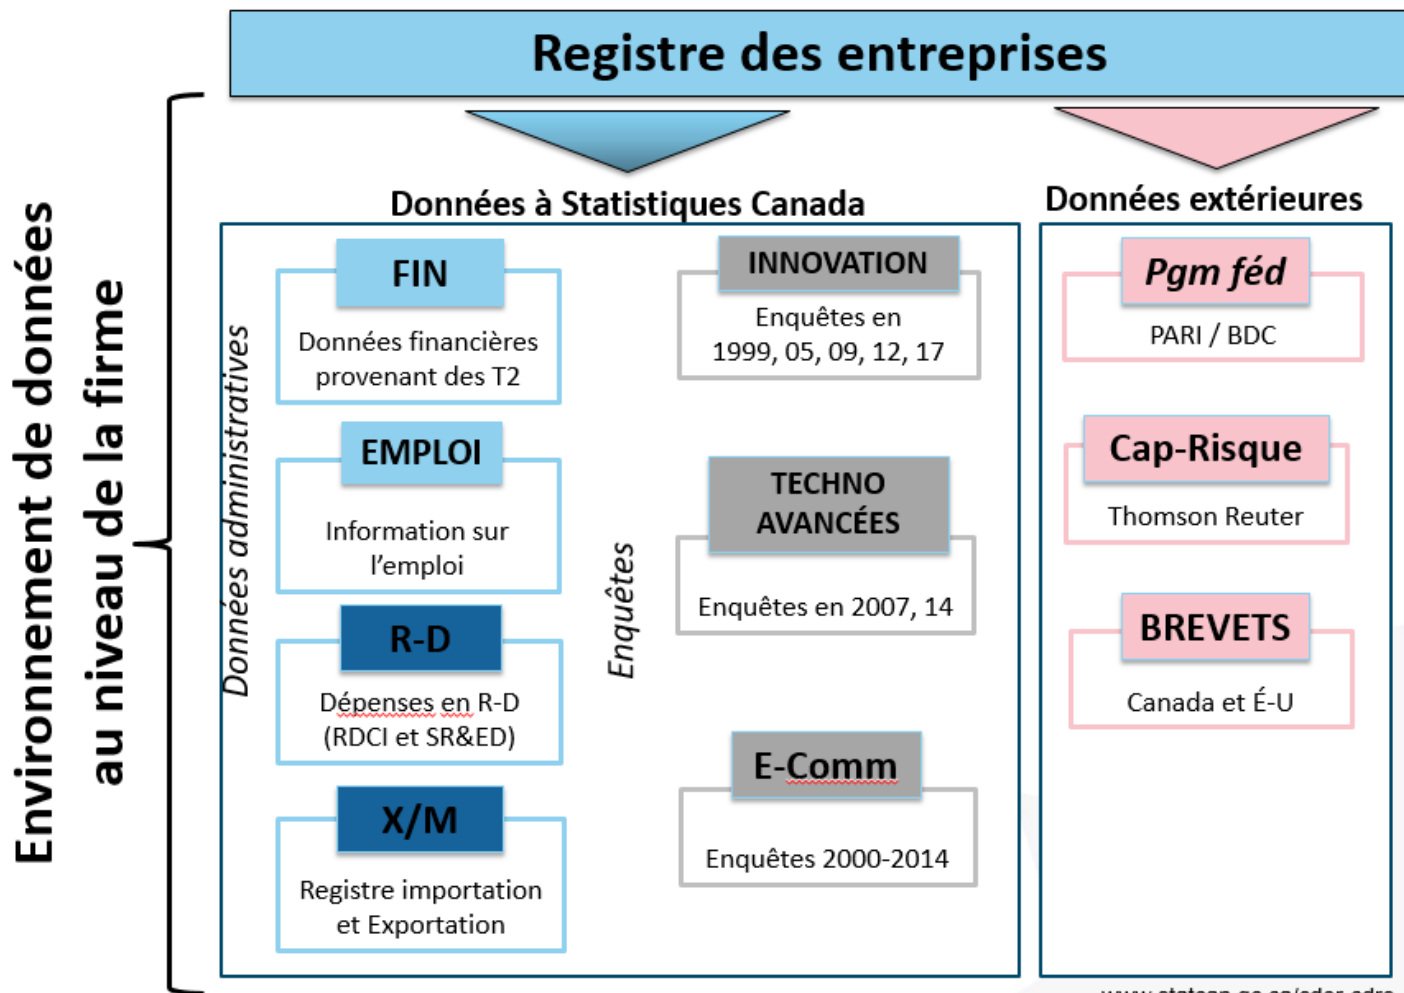 Registre des entreprises
Environnement de données
au niveau de la firme
Données à Statistiques Canada
Données administratives
FIN
Données financières
provenant des T2
EMPLOI
Information sur
l'emploi
R-D
Dépenses en R-D
(RDCI et SR&ED)
X/M
Registre importation
et Exportation
Enquêtes
INNOVATION
Enquêtes en
1999, 05, 09, 12, 17
TECHNO
AVANCÉES
Enquêtes en 2007, 14
E-Comm
Enquêtes 2000-2014
Données extérieures
Pgm féd
PARI / BDC
Cap-Risque
Thomson Reuter
BREVETS
Canada et É-U